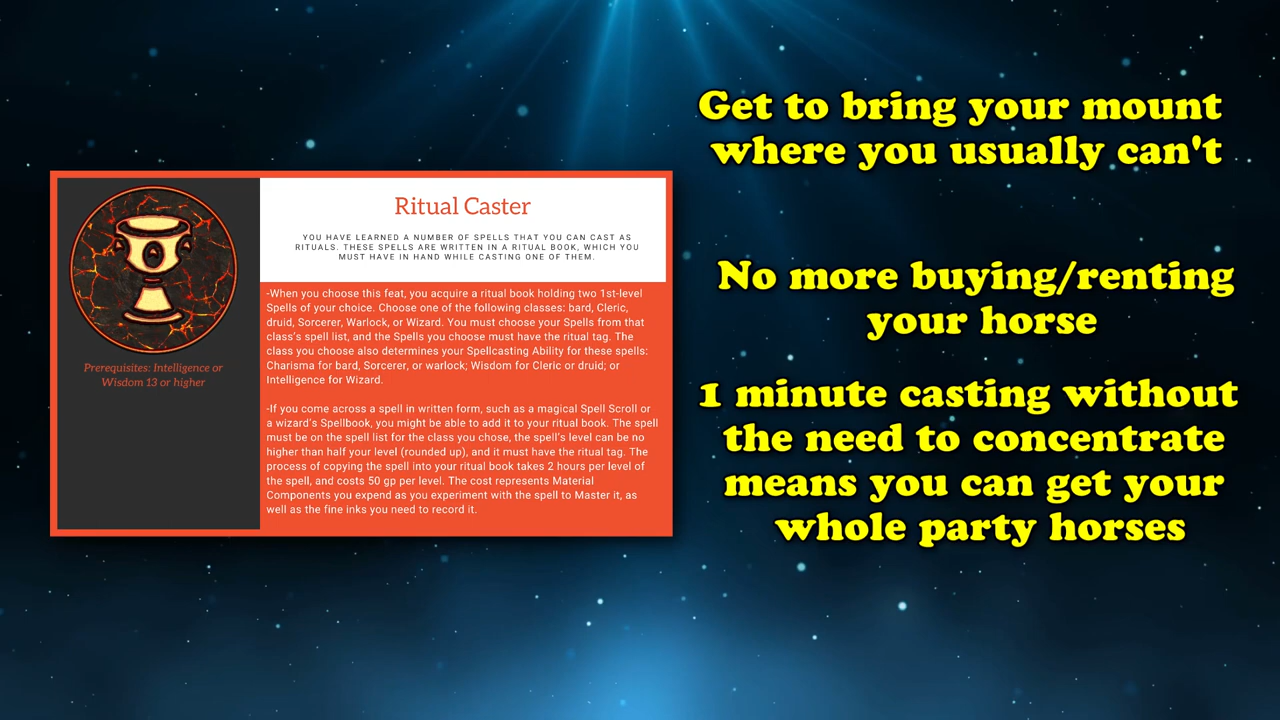 Ritual Caster
YOU HAVE LEARNED A NUMBER OF SPELLS THAT YOU CAN CAST AS
RITUALS. THESE SPELLS ARE WRITTEN IN A RITUAL BOOK, WHICH YOU
MUST HAVE IN HAND WHILE CASTING ONE OF THEM.
Prerequisites: Intelligence or
Wisdom 13 or higher
-When you choose this feat, you acquire a ritual book holding two 1st-level
Spells of your choice. Choose one of the following classes: bard, Cleric,
druid, Sorcerer, Warlock, or Wizard. You must choose your Spells from that
class's spell list, and the Spells you choose must have the ritual tag. The
class you choose also determines your Spellcasting Ability for these spells:
Charisma for bard, Sorcerer, or warlock; Wisdom for Cleric or druid; or
Intelligence for Wizard.
-If you come across a spell in written form, such as a magical Spell Scroll or
a wizard's Spellbook, you might be able to add it to your ritual book. The spell
must be on the spell list for the class you chose, the spell's level can be no
higher than half your level (rounded up), and it must have the ritual tag. The
process of copying the spell into your ritual book takes 2 hours per level of
the spell, and costs 50 gp per level. The cost represents Material
Components you expend as you experiment with the spell to Master it, as
well as the fine inks you need to record it.
Get to bring your mount
where you usually can't
No more buying/renting
your horse
1 minute casting without
the need to concentrate
means you can get your
whole party horses